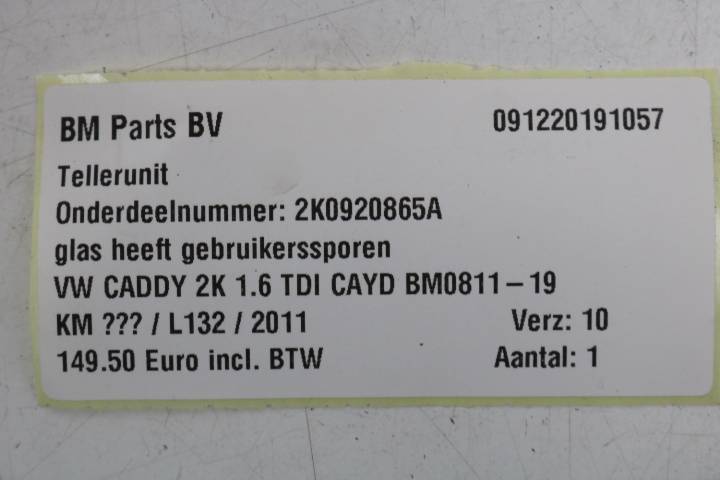 BM Parts BV 091220191057
Tellerunit
Onderdeelnummer: 2K0920865A
glas heeft gebruikerssporen
VW CADDY 2K 1.6 TDI CAYD BM0811-19
KM ??? / L132 / 2011 Verz: 10
149.50 Euro incl. BTW Aantal: 1